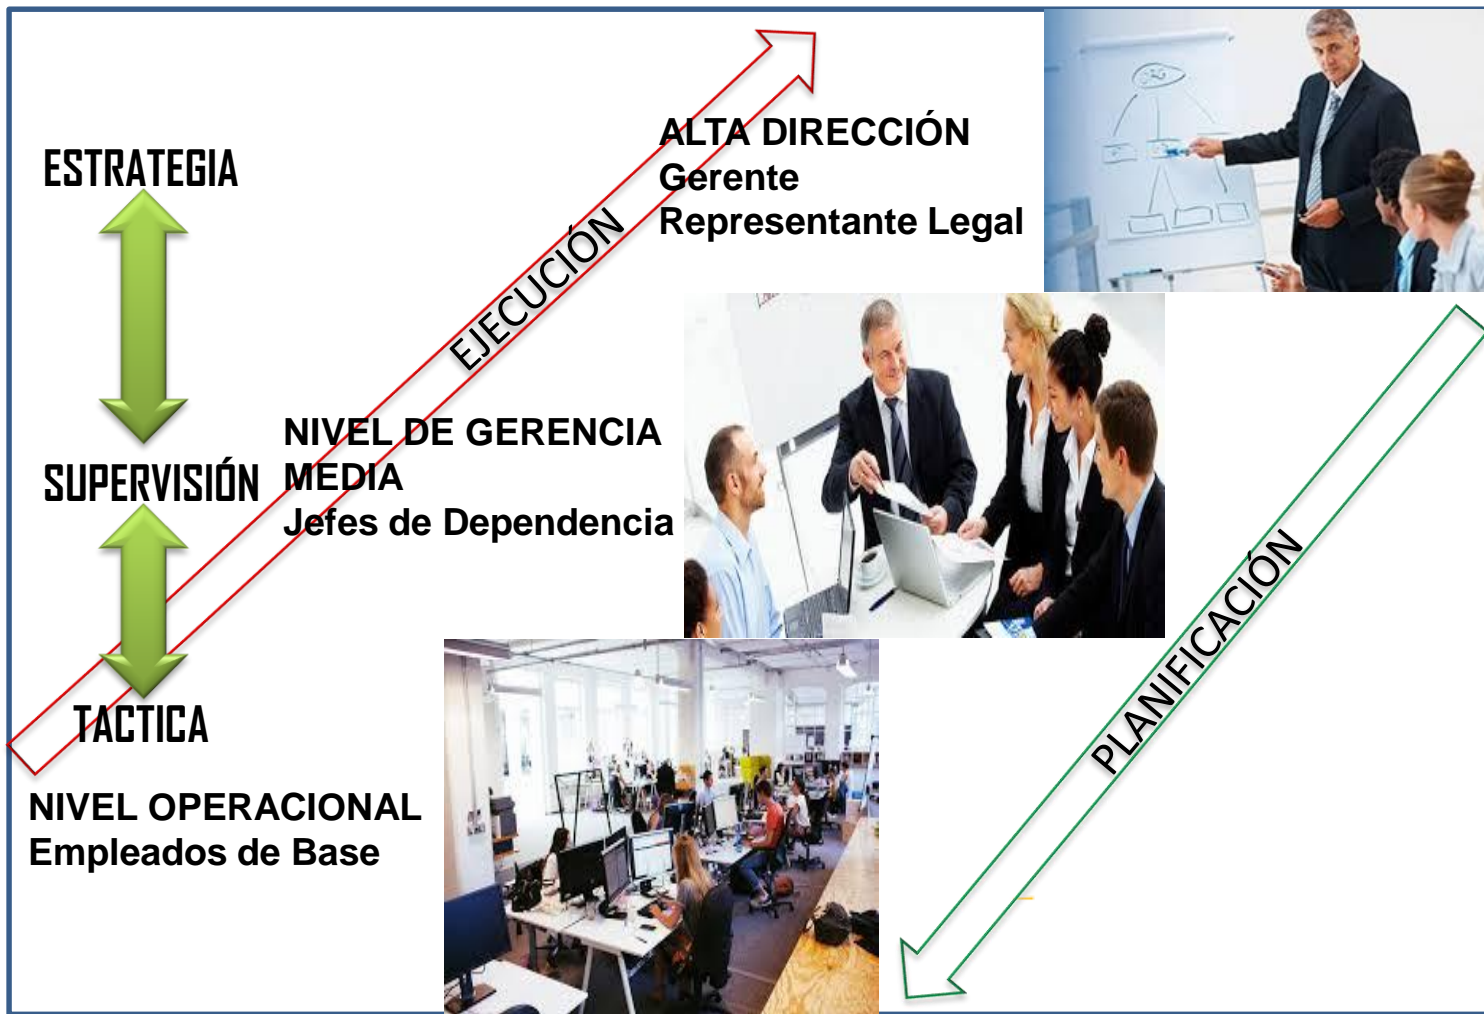 ESTRATEGIA
ALTA DIRECCIÓN
Gerente
Representante Legal
EJECUCIÓN
SUPERVISIÓN
NIVEL DE GERENCIA
MEDIA
Jefes de Dependencia
PLANIFICACIÓN
TACTICA
NIVEL OPERACIONAL
Empleados de Base